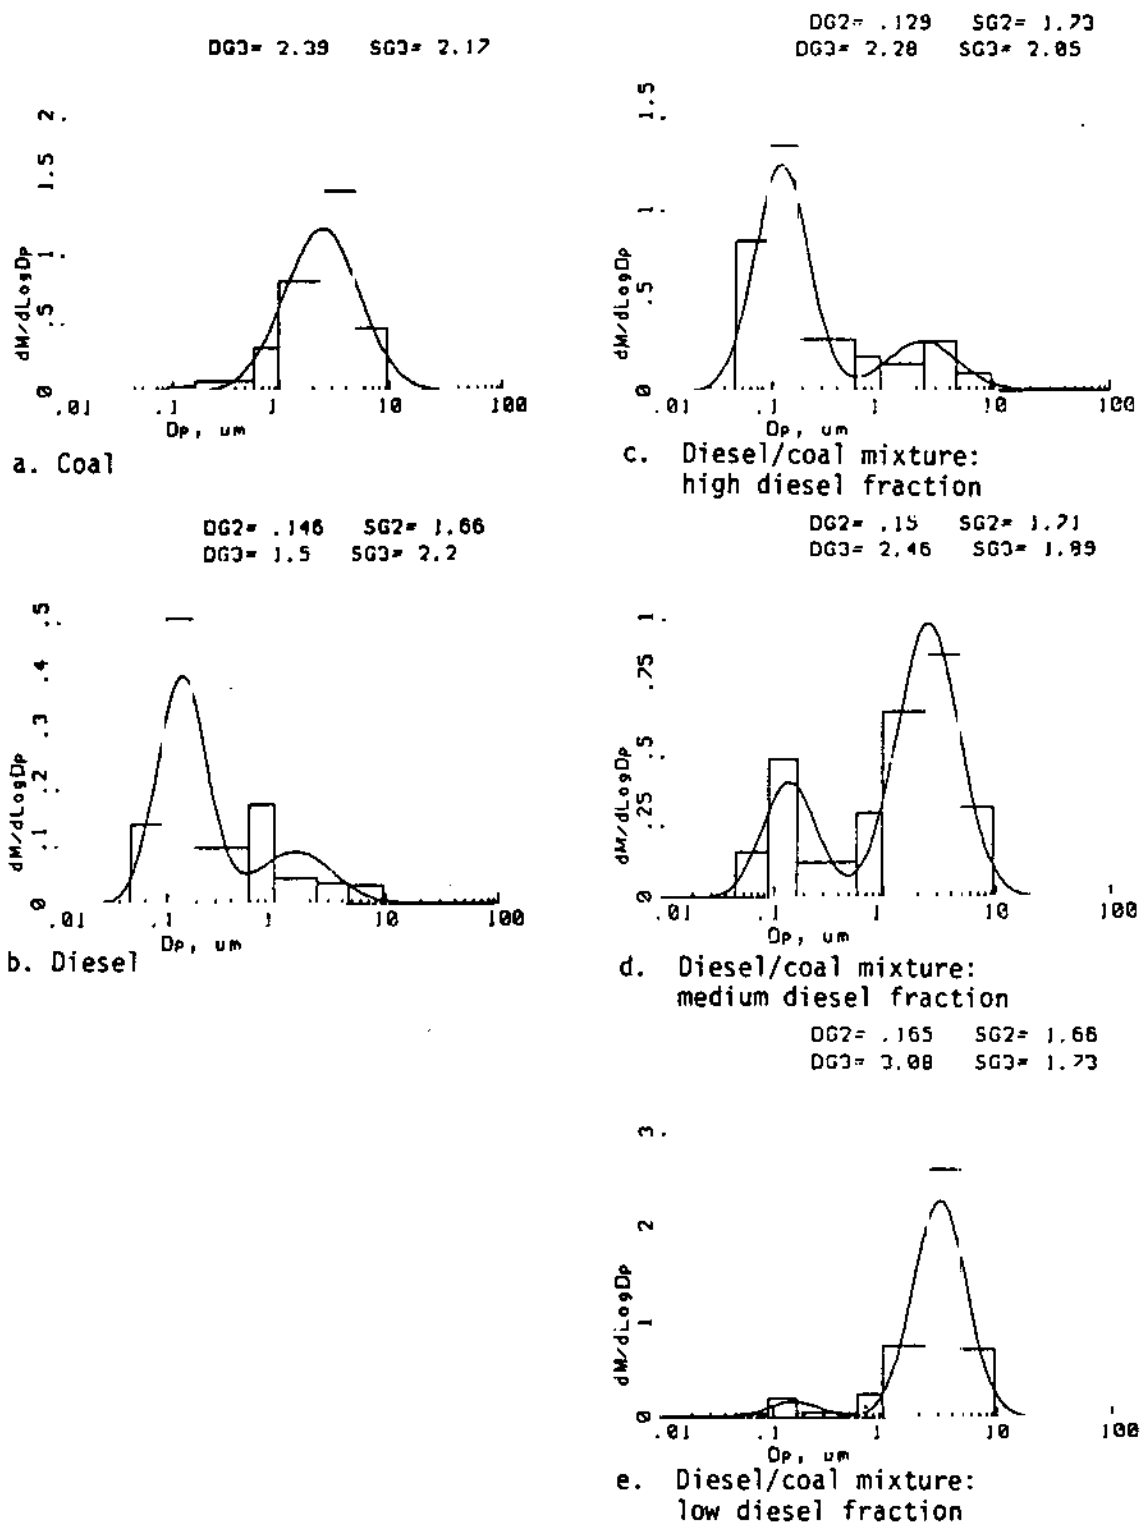 DG3= 2.39 SG3= 2.17
2.
1.5
1
.5
0
dM/dLogDp
.01 .1 1 10 100
Dp, um
a. Coal
DG2= .146 SG2= 1.66
DG3= 1.5 SG3= 2.2
.5
.4
.3
.2
.1
0
dM/dLogDp
.01 .1 1 10 100
Dp, um
b. Diesel
DG2= .129 SG2= 1.73
DG3= 2.28 SG3= 2.05
1.5
1
.5
0
dM/dLogDp
.01 .1 1 10 100
Dp, um
c. Diesel/coal mixture:
high diesel fraction
DG2= .15 SG2= 1.71
DG3= 2.46 SG3= 1.89
1
.75
.5
.25
0
dM/dLogDp
.01 .1 1 10 100
Dp, um
d. Diesel/coal mixture:
medium diesel fraction
DG2= .165 SG2= 1.66
DG3= 3.08 SG3= 1.73
3.
2
1
0
dM/dLogDp
.01 .1 1 10 100
Dp, um
e. Diesel/coal mixture:
low diesel fraction